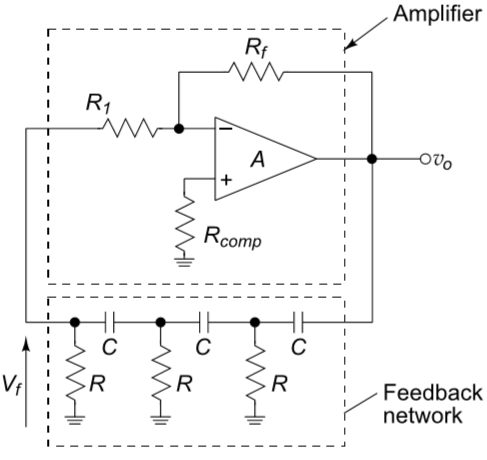 Amplifier
R_f
R_1
−
A
+
v_o
R_comp
C
C
C
V_f
R
R
R
Feedback
network